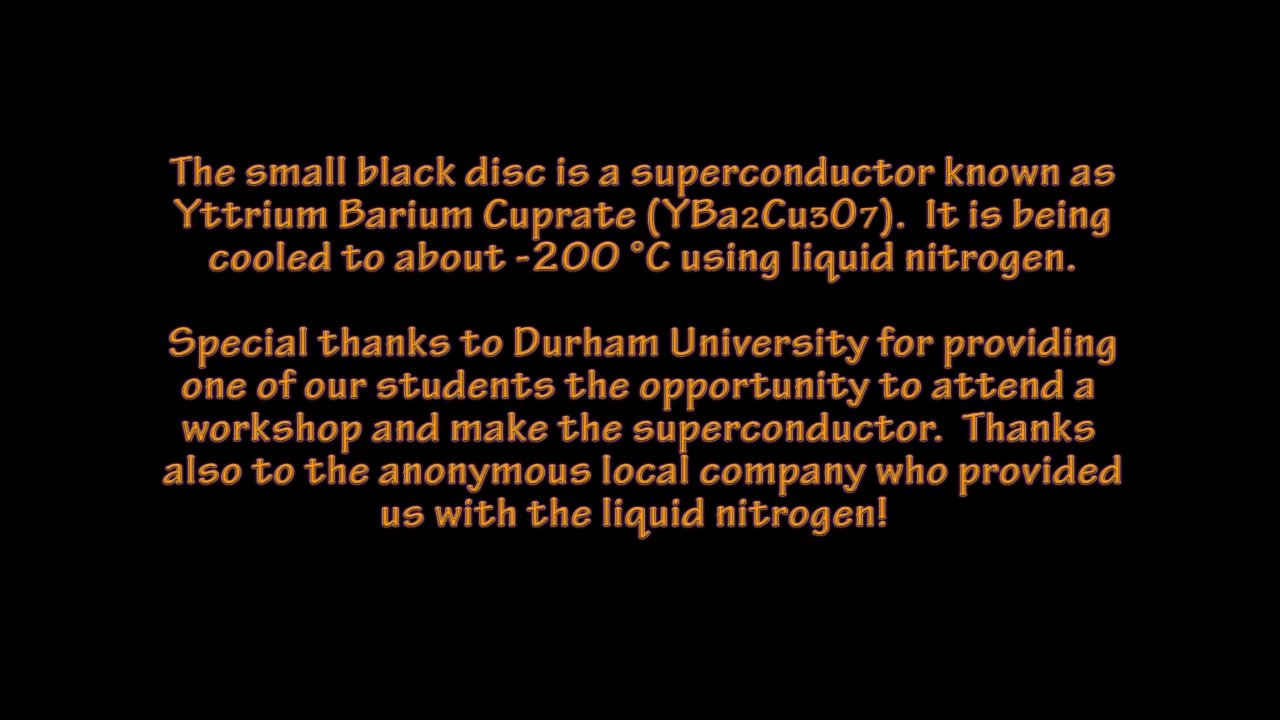 The small black disc is a superconductor known as
Yttrium Barium Cuprate (YBa2Cu3O7).  It is being
cooled to about -200 °C using liquid nitrogen.
Special thanks to Durham University for providing
one of our students the opportunity to attend a
workshop and make the superconductor.  Thanks
also to the anonymous local company who provided
us with the liquid nitrogen!